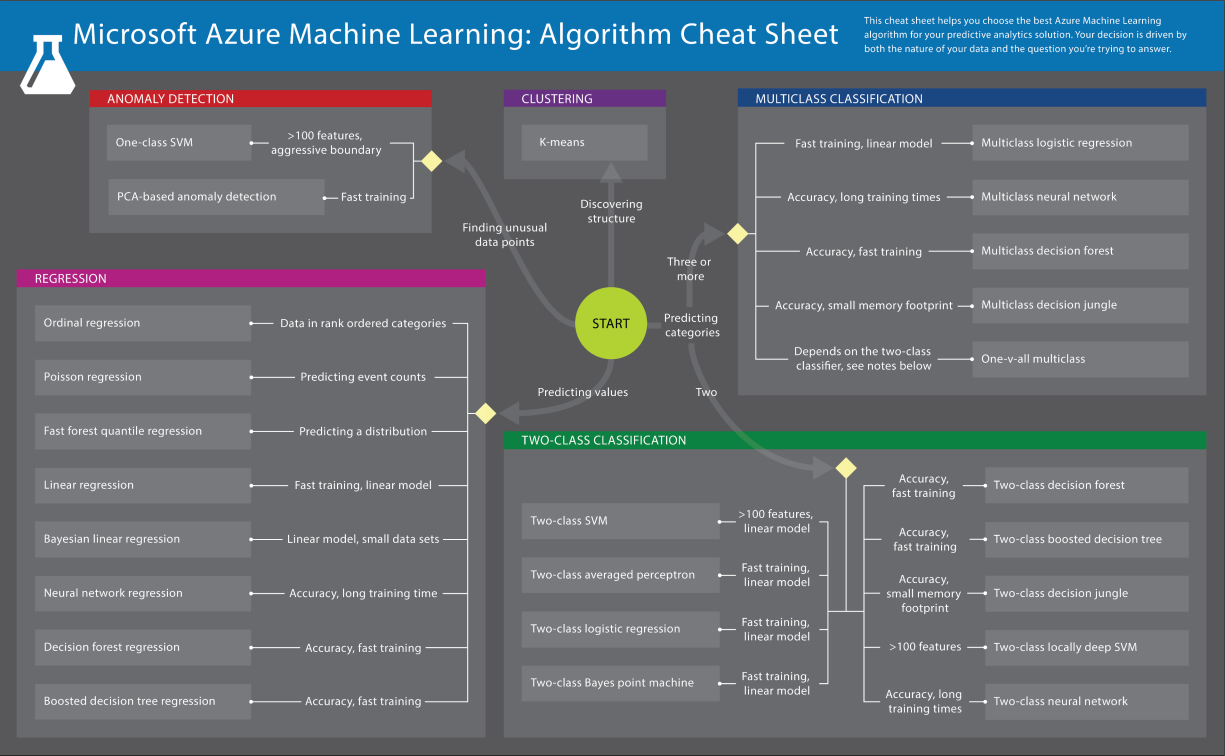 Microsoft Azure Machine Learning: Algorithm Cheat Sheet
This cheat sheet helps you choose the best Azure Machine Learning
algorithm for your predictive analytics solution. Your decision is driven by
both the nature of your data and the question you're trying to answer.
ANOMALY DETECTION
One-class SVM
>100 features,
aggressive boundary
PCA-based anomaly detection
Fast training
CLUSTERING
K-means
MULTICLASS CLASSIFICATION
Fast training, linear model
Multiclass logistic regression
Accuracy, long training times
Multiclass neural network
Accuracy, fast training
Multiclass decision forest
Accuracy, small memory footprint
Multiclass decision jungle
Depends on the two-class
classifier, see notes below
One-v-all multiclass
Finding unusual
data points
Discovering
structure
Three or
more
START
Predicting
categories
Predicting values
Two
REGRESSION
Ordinal regression
Data in rank ordered categories
Poisson regression
Predicting event counts
Fast forest quantile regression
Predicting a distribution
Linear regression
Fast training, linear model
Bayesian linear regression
Linear model, small data sets
Neural network regression
Accuracy, long training time
Decision forest regression
Accuracy, fast training
Boosted decision tree regression
Accuracy, fast training
TWO-CLASS CLASSIFICATION
Two-class SVM
>100 features,
linear model
Two-class averaged perceptron
Fast training,
linear model
Two-class logistic regression
Fast training,
linear model
Two-class Bayes point machine
Fast training,
linear model
Accuracy,
fast training
Two-class decision forest
Accuracy,
fast training
Two-class boosted decision tree
Accuracy,
small memory
footprint
Two-class decision jungle
>100 features
Two-class locally deep SVM
Accuracy, long
training times
Two-class neural network